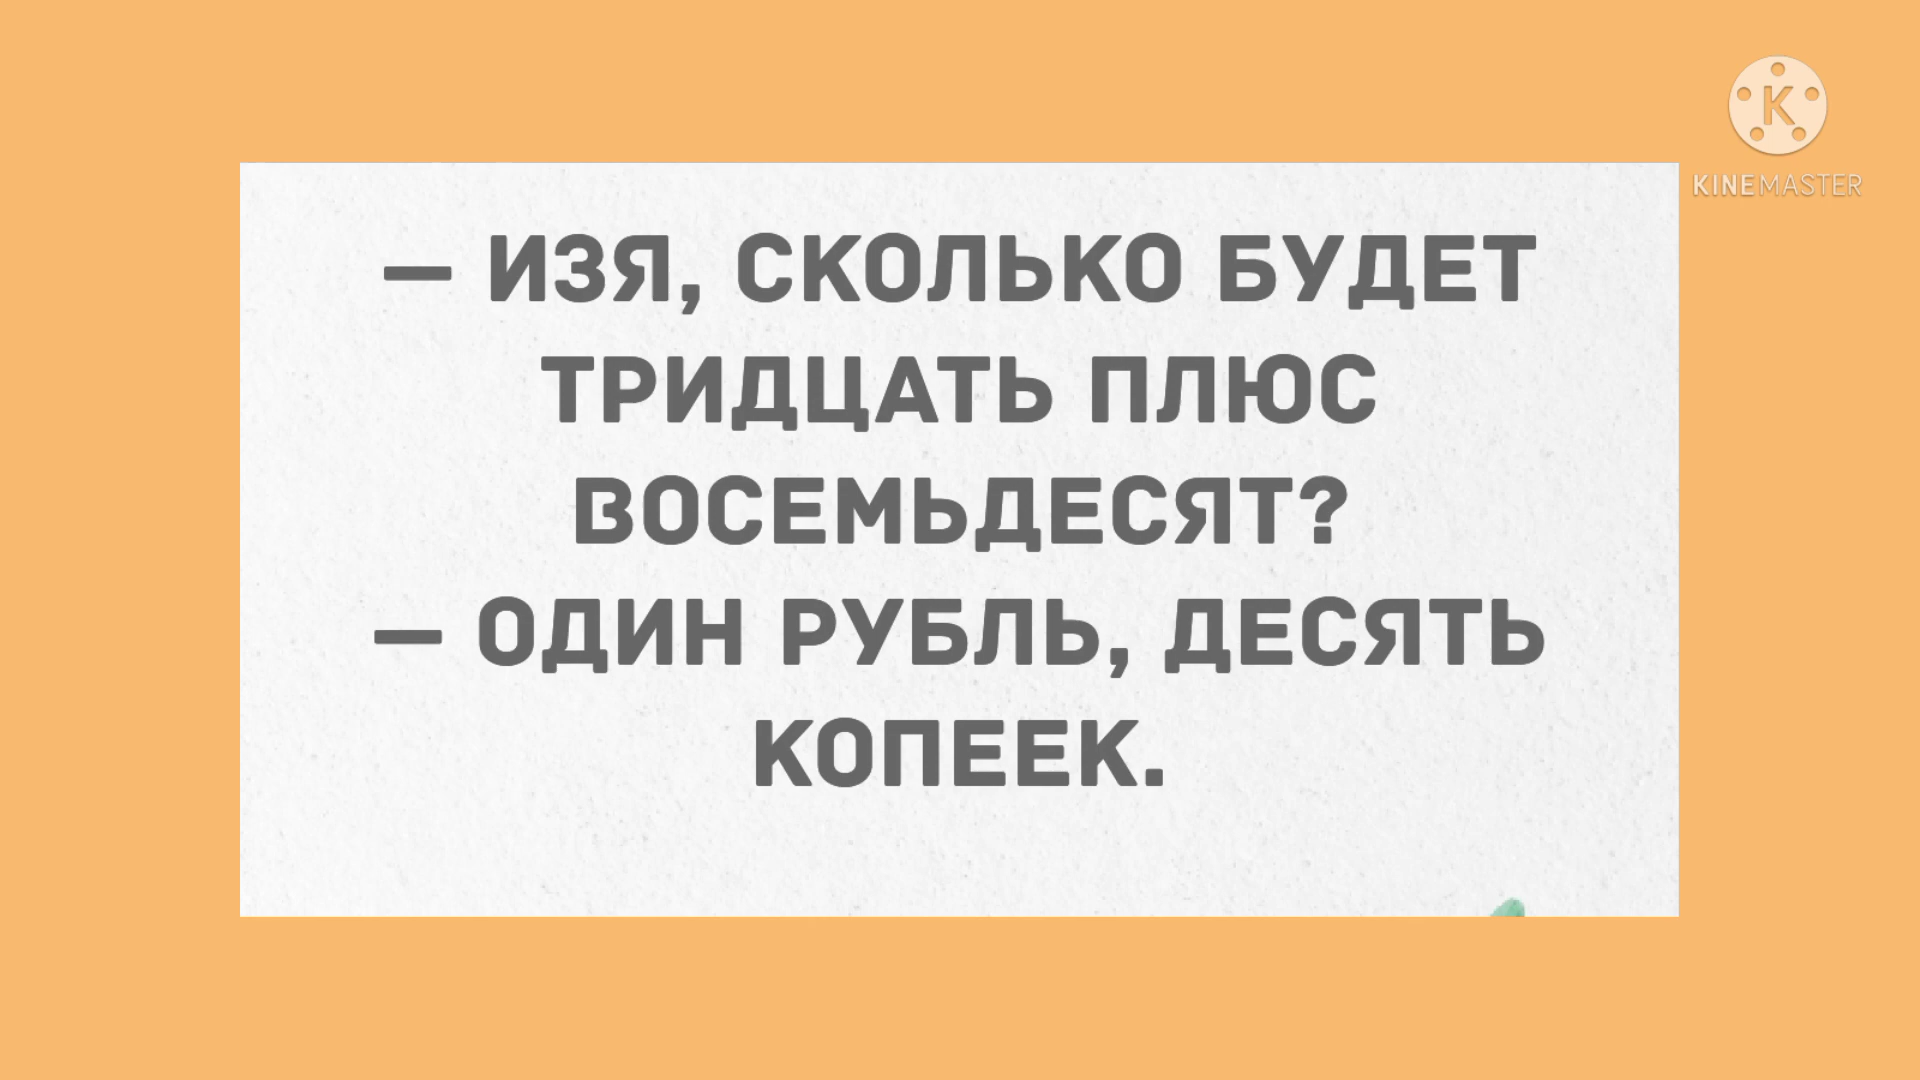 — ИЗЯ, СКОЛЬКО БУДЕТ
ТРИДЦАТЬ ПЛЮС
ВОСЕМЬДЕСЯТ?
— ОДИН РУБЛЬ, ДЕСЯТЬ
КОПЕЕК.
K
KINEMASTER